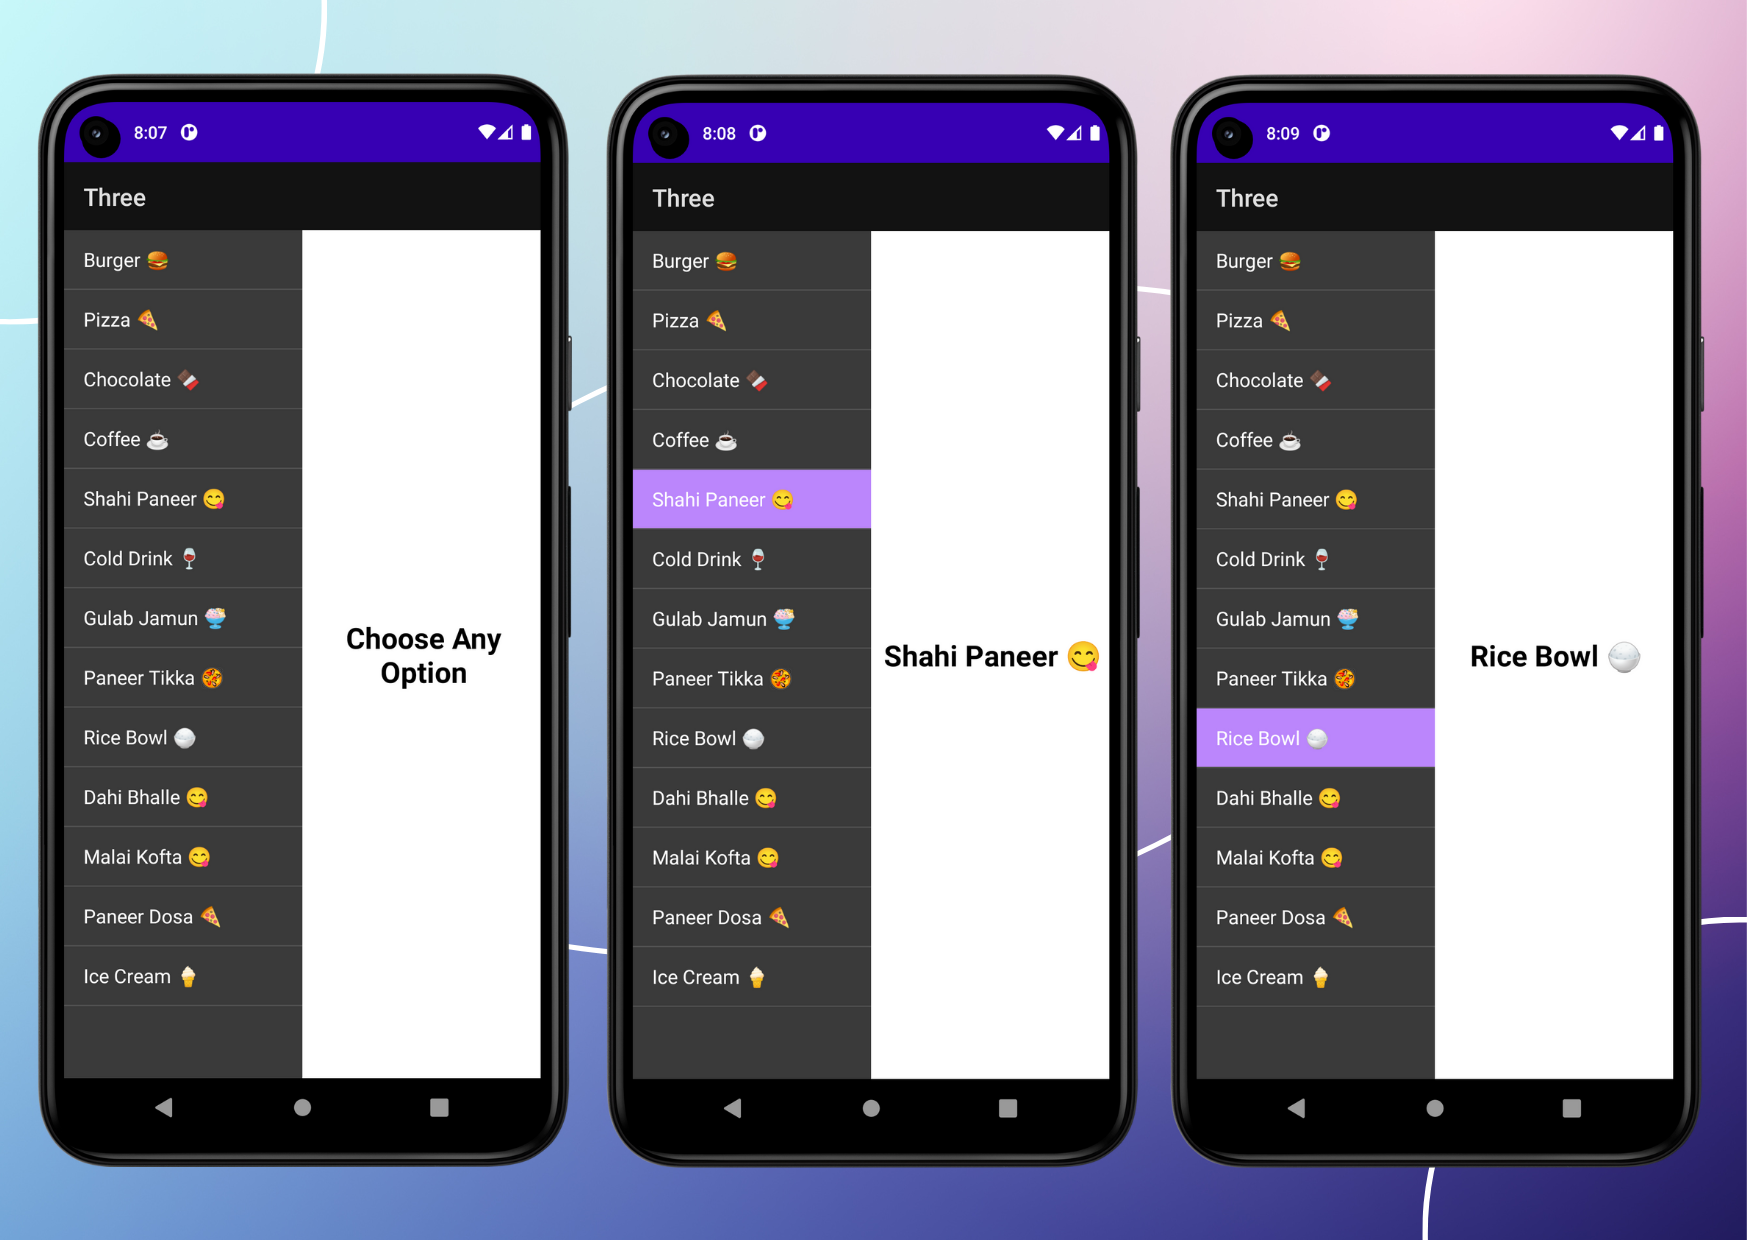 8:07
Three
Burger 🍔
Pizza 🍕
Chocolate 🍫
Coffee ☕
Shahi Paneer 😋
Cold Drink 🍷
Gulab Jamun 🍧
Paneer Tikka 🥘
Rice Bowl 🍚
Dahi Bhalle 😋
Malai Kofta 😋
Paneer Dosa 🍕
Ice Cream 🍦
Choose Any
Option
8:08
Three
Burger 🍔
Pizza 🍕
Chocolate 🍫
Coffee ☕
Shahi Paneer 😋
Cold Drink 🍷
Gulab Jamun 🍧
Paneer Tikka 🥘
Rice Bowl 🍚
Dahi Bhalle 😋
Malai Kofta 😋
Paneer Dosa 🍕
Ice Cream 🍦
Shahi Paneer 😋
8:09
Three
Burger 🍔
Pizza 🍕
Chocolate 🍫
Coffee ☕
Shahi Paneer 😋
Cold Drink 🍷
Gulab Jamun 🍧
Paneer Tikka 🥘
Rice Bowl 🍚
Dahi Bhalle 😋
Malai Kofta 😋
Paneer Dosa 🍕
Ice Cream 🍦
Rice Bowl 🍚